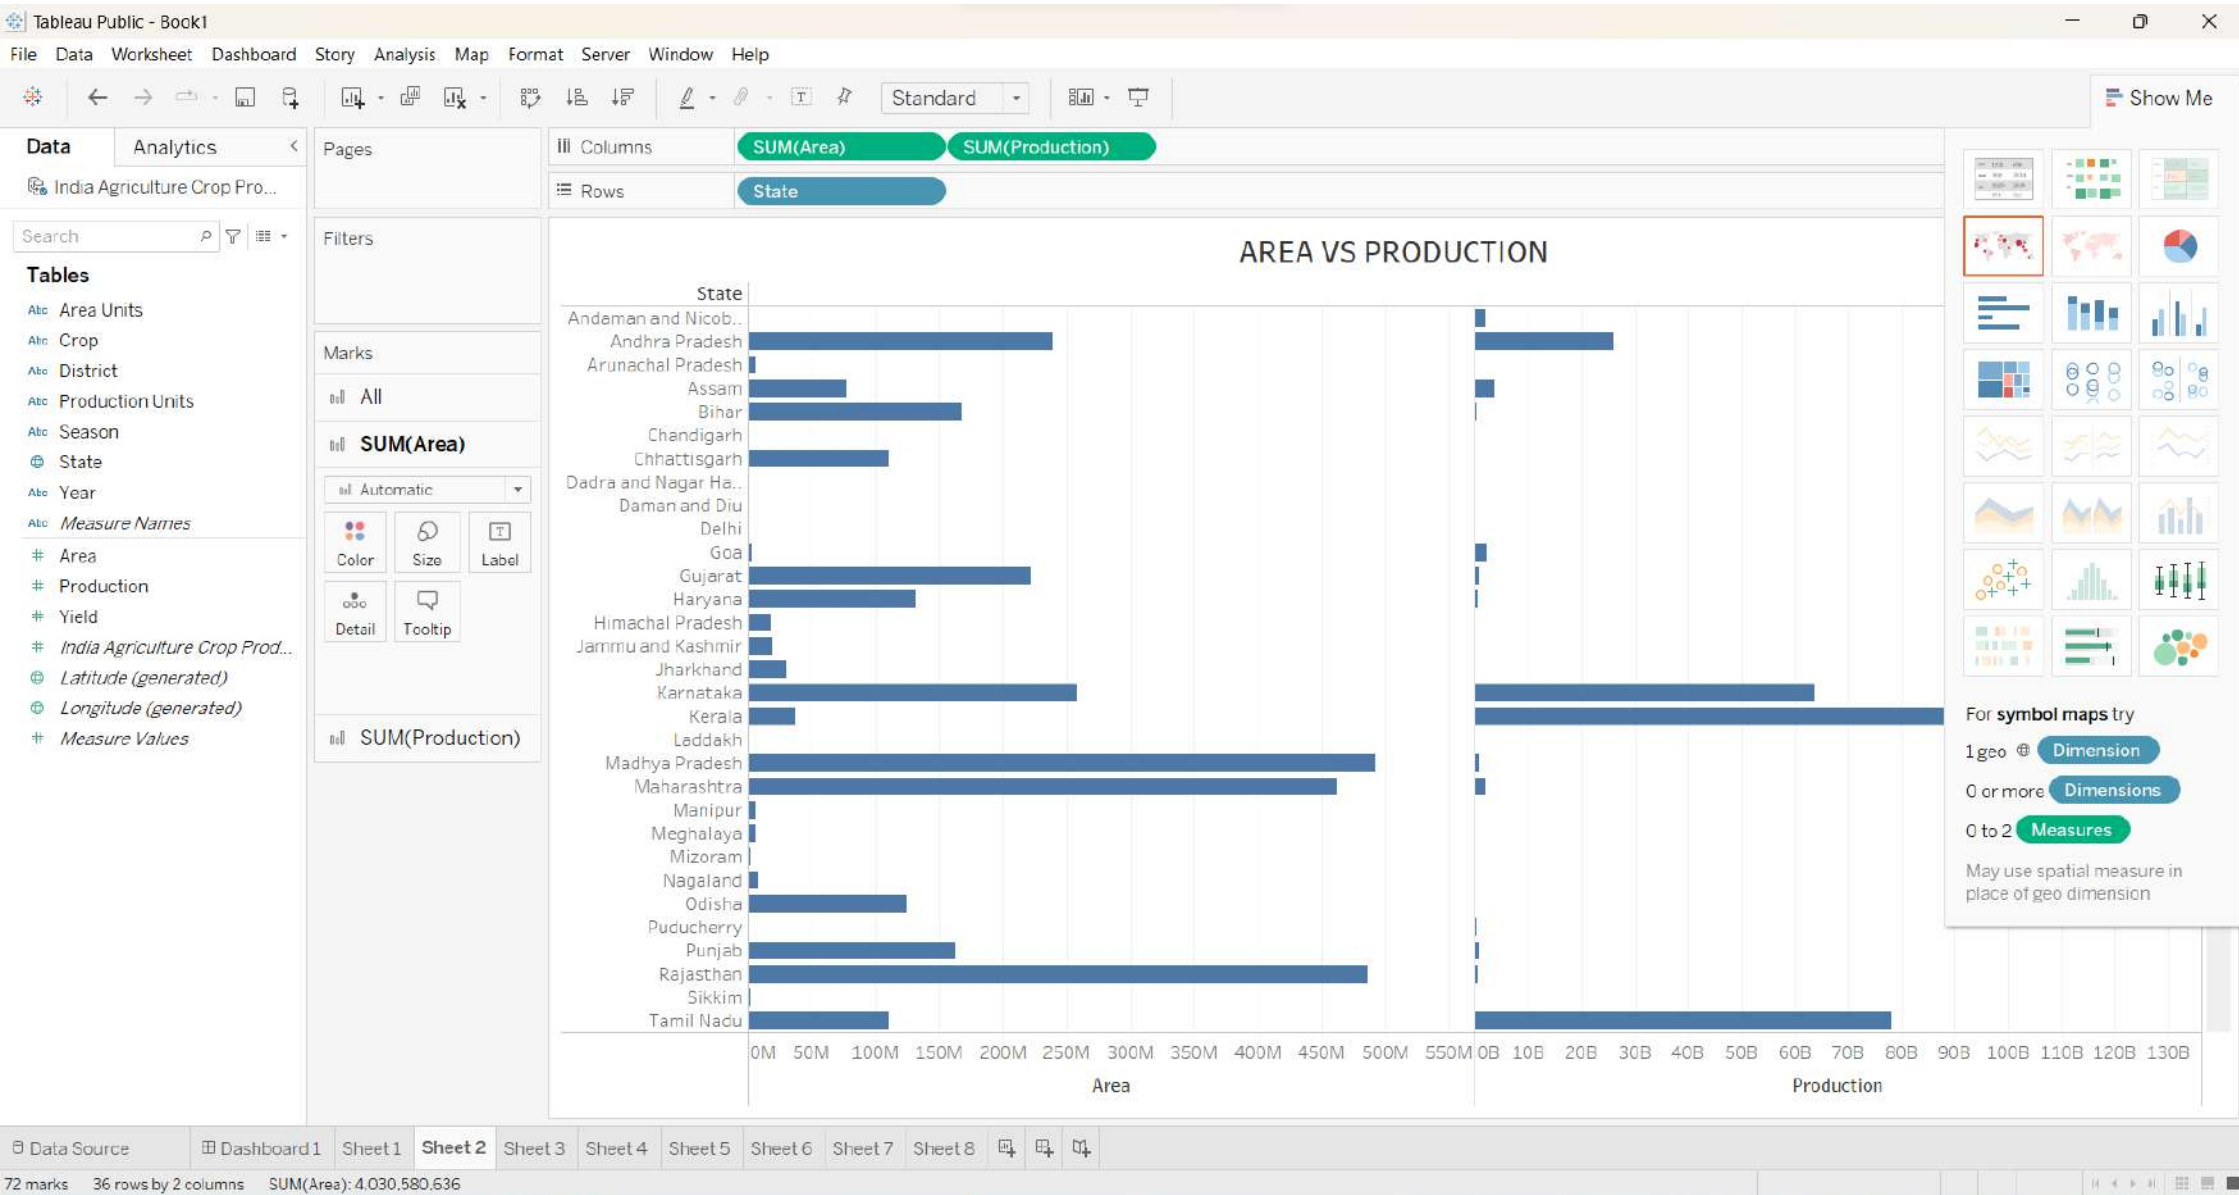 Tableau Public - Book1
File Data Worksheet Dashboard Story Analysis Map Format Server Window Help
Standard
Show Me
Data Analytics
India Agriculture Crop Pro...
Search
Tables
Abc Area Units
Abc Crop
Abc District
Abc Production Units
Abc Season
State
Abc Year
Abc Measure Names
# Area
# Production
# Yield
# India Agriculture Crop Prod...
Latitude (generated)
Longitude (generated)
# Measure Values
Pages
Filters
Marks
All
SUM(Area)
Automatic
Color Size Label
Detail Tooltip
SUM(Production)
Columns SUM(Area) SUM(Production)
Rows State
AREA VS PRODUCTION
State
Andaman and Nicob..
Andhra Pradesh
Arunachal Pradesh
Assam
Bihar
Chandigarh
Chhattisgarh
Dadra and Nagar Ha..
Daman and Diu
Delhi
Goa
Gujarat
Haryana
Himachal Pradesh
Jammu and Kashmir
Jharkhand
Karnataka
Kerala
Laddakh
Madhya Pradesh
Maharashtra
Manipur
Meghalaya
Mizoram
Nagaland
Odisha
Puducherry
Punjab
Rajasthan
Sikkim
Tamil Nadu
0M 50M 100M 150M 200M 250M 300M 350M 400M 450M 500M 550M 0B 10B 20B 30B 40B 50B 60B 70B 80B 90B 100B 110B 120B 130B
Area Production
For symbol maps try
1 geo Dimension
0 or more Dimensions
0 to 2 Measures
May use spatial measure in
place of geo dimension
Data Source Dashboard 1 Sheet 1 Sheet 2 Sheet 3 Sheet 4 Sheet 5 Sheet 6 Sheet 7 Sheet 8
72 marks 36 rows by 2 columns SUM(Area): 4,030,580,636